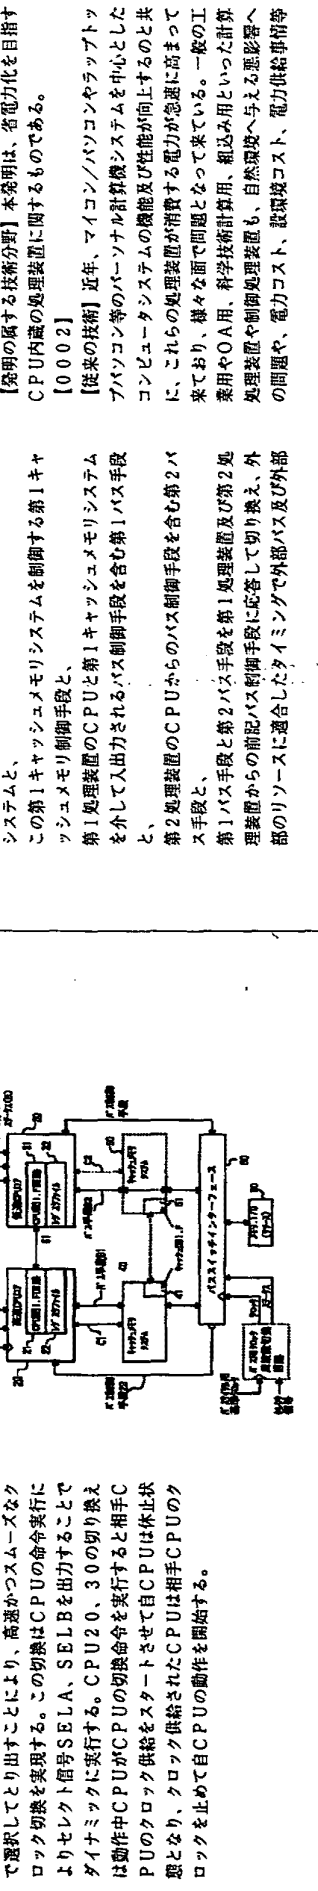 で選択してとり出すことにより、高速かつスムーズなク
ロック切換を実現する。この切換はCPUの命令実行に
よりセレクト信号SELA、SELBを出力することで
ダイナミックに実行する。CPU20、30の切り換え
は動作中CPUがCPUの切換命令を実行すると相手C
PUのクロック供給をスタートさせて自CPUは休止状
態となり、クロック供給されたCPUは相手CPUのク
ロックを止めて自CPUの動作を開始する。
バススイッチインターフェース
システムと、
この第1キャッシュメモリシステムを制御する第1キャ
ッシュメモリ制御手段と、
第1処理装置のCPUと第1キャッシュメモリシステム
を介して入出力されるバス制御手段を含む第1バス手段
と、
第2処理装置のCPUからのバス制御手段を含む第2バ
ス手段と、
第1バス手段と第2バス手段を第1処理装置及び第2処
理装置からの前記バス制御手段に応答して切り換え、外
部のリソースに適合したタイミングで外部バス及び外部
【発明の属する技術分野】本発明は、省電力化を目指す
CPU内蔵の処理装置に関するものである。
【0002】
【従来の技術】近年、マイコン/パソコンやラップトッ
プパソコン等のパーソナル計算機システムを中心とした
コンピュータシステムの機能及び性能が向上するのと共
に、これらの処理装置が消費する電力が急速に高まって
来ており、様々な面で問題となって来ている。一般の工
業用やOA用、科学技術計算用、組込み用といった計算
処理装置や制御処理装置も、自然環境へ与える悪影響へ
の問題や、電力コスト、設環境コスト、電力供給事情等